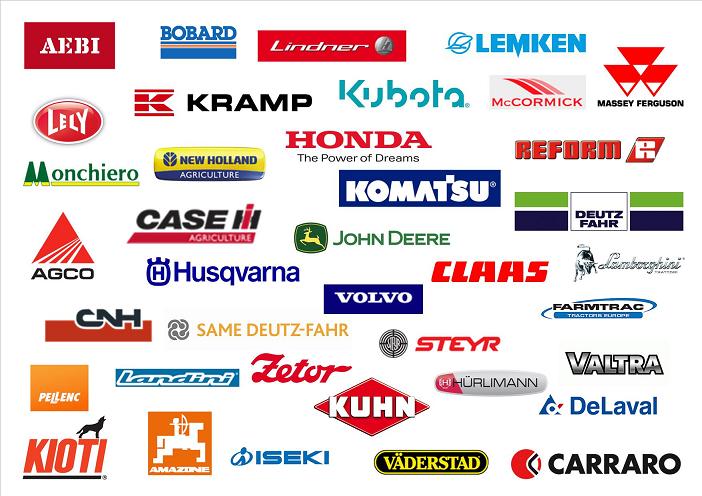 AEBI
BOBARD
Lindner
LEMKEN
MASSEY FERGUSON
LELY
KRAMP
Kubota
McCORMICK
HONDA
The Power of Dreams
REFORM
Monchiero
NEW HOLLAND
AGRICULTURE
KOMATSU
CASE IH
AGRICULTURE
DEUTZ
FAHR
JOHN DEERE
AGCO
Husqvarna
CLAAS
Lamborghini
TRATTORI
VOLVO
FARMTRAC
TRACTORS EUROPE
CNH
SAME DEUTZ-FAHR
STEYR
VALTRA
Landini
Zetor
HÜRLIMANN
PELLENC
KUHN
DeLaval
KIOTI
AMAZONE
ISEKI
VÄDERSTAD
CARRARO